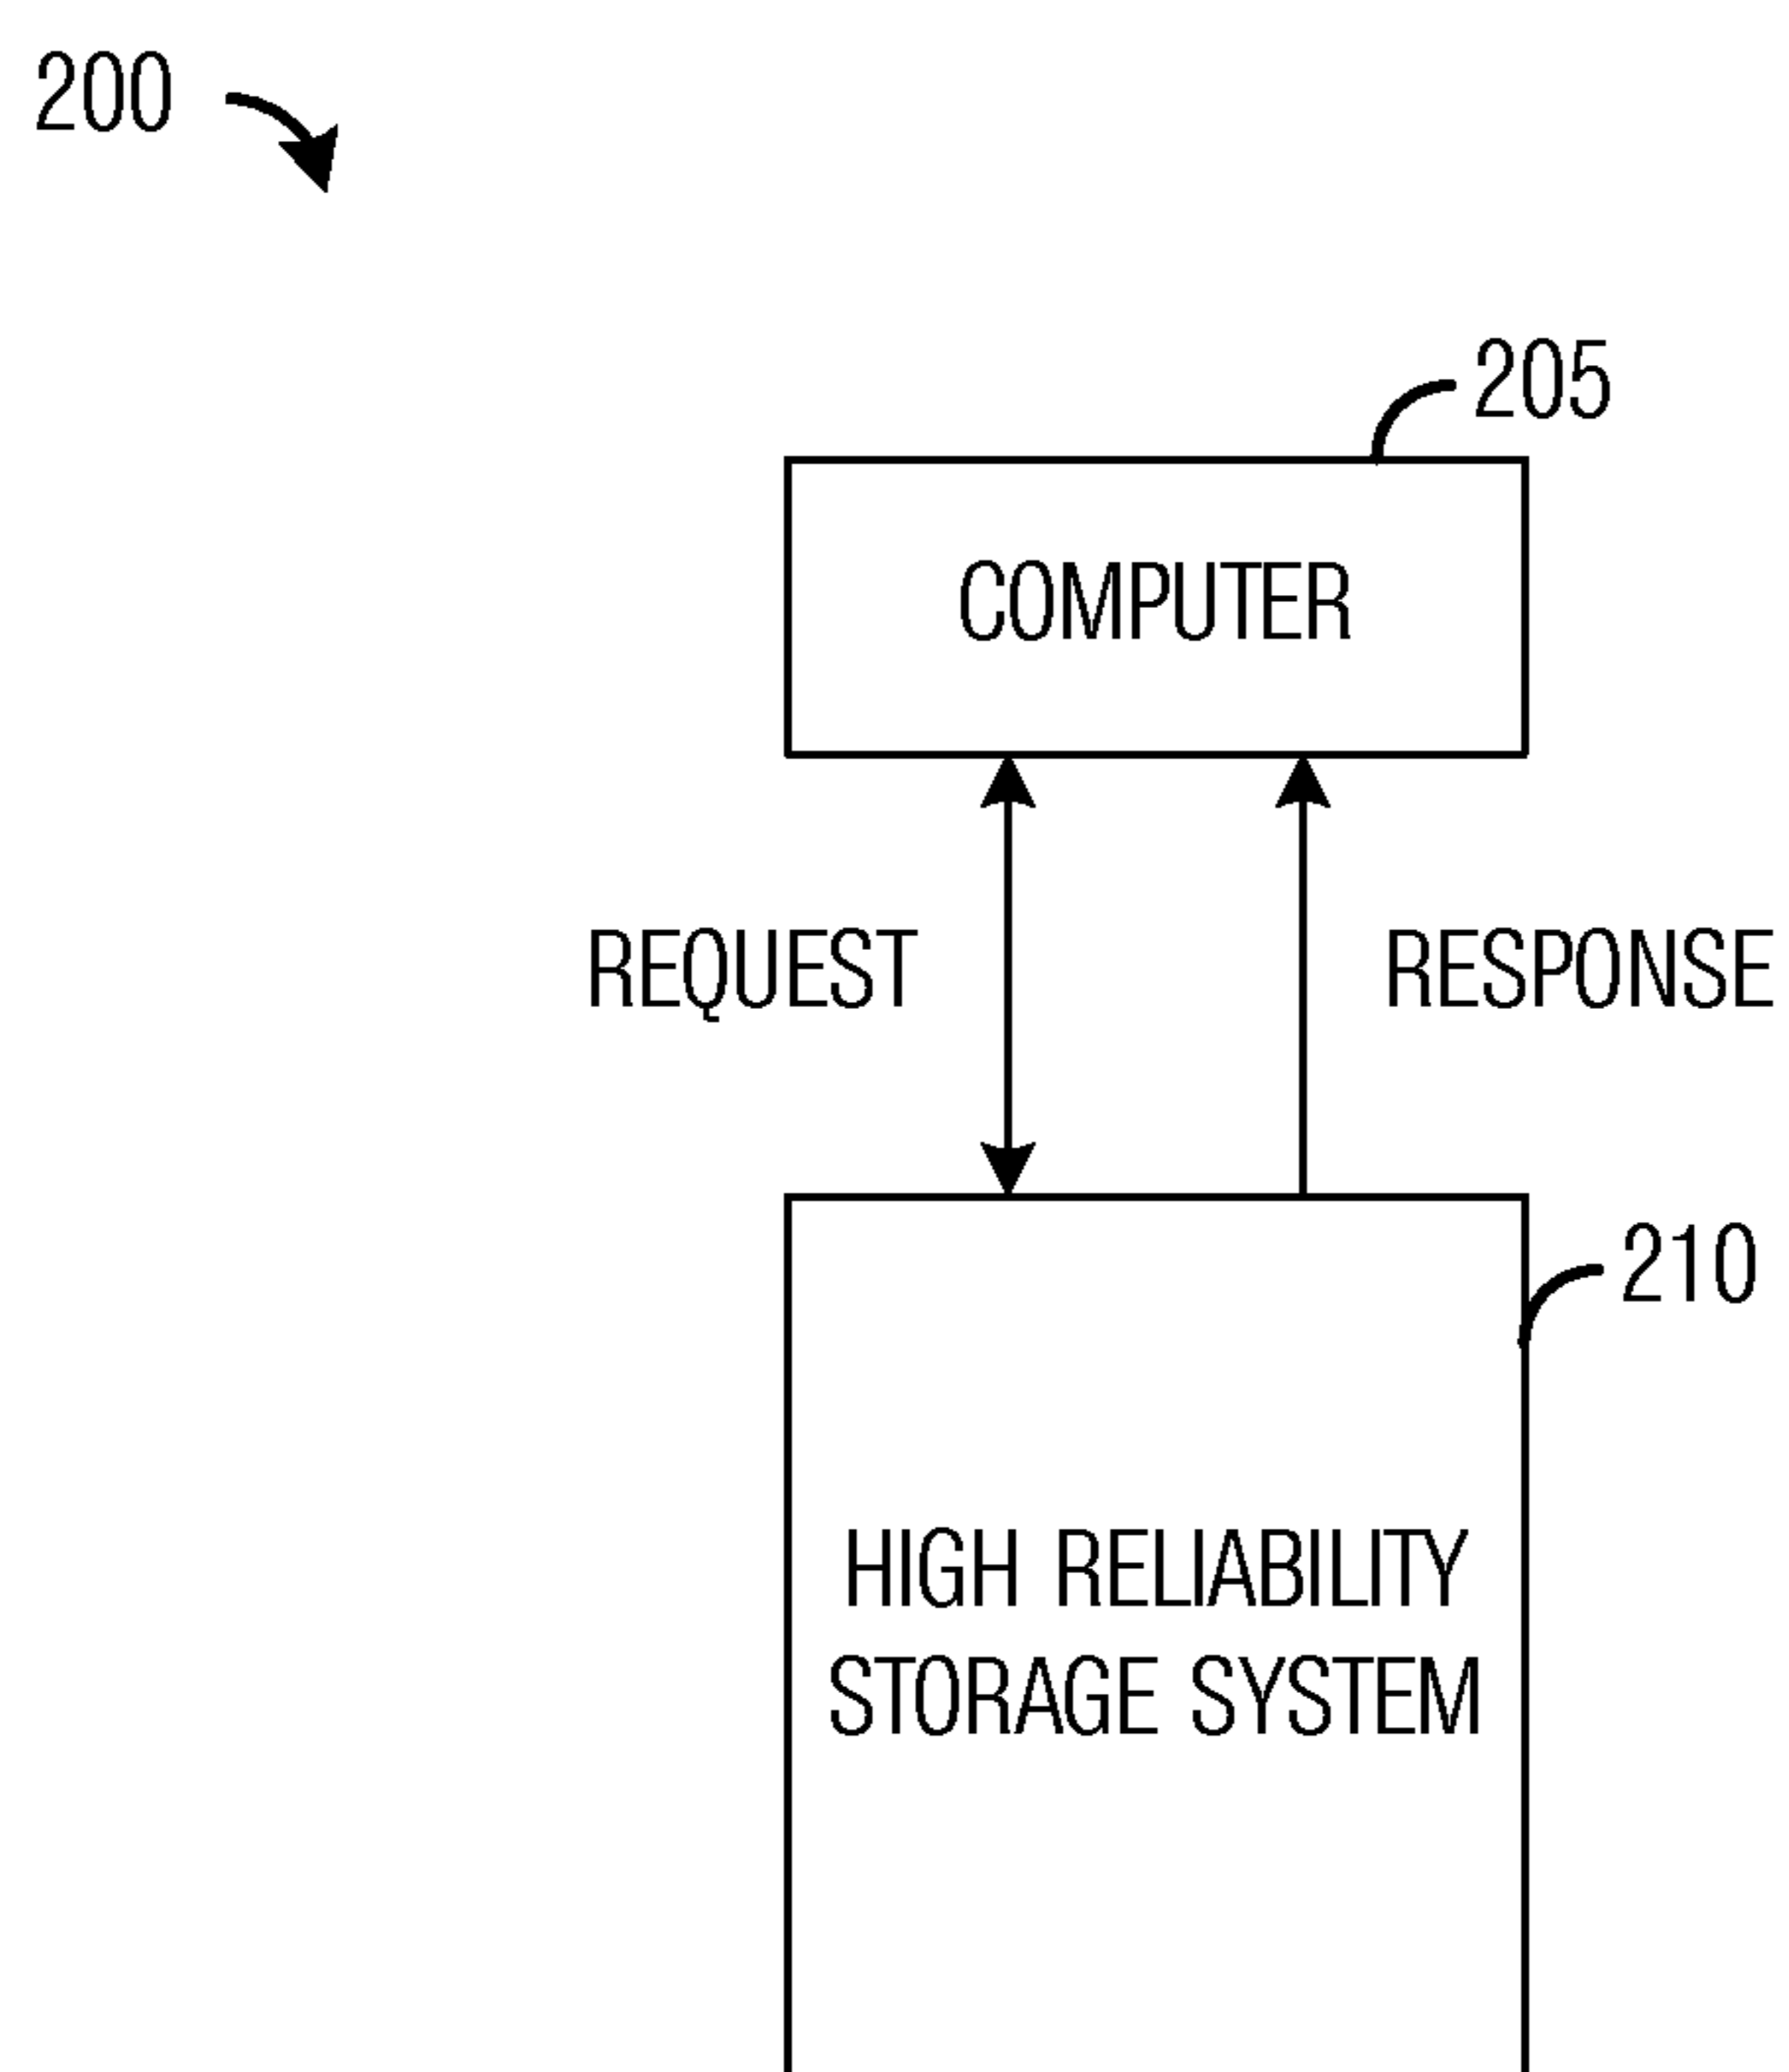 200
205
COMPUTER
REQUEST
RESPONSE
210
HIGH RELIABILITY
STORAGE SYSTEM